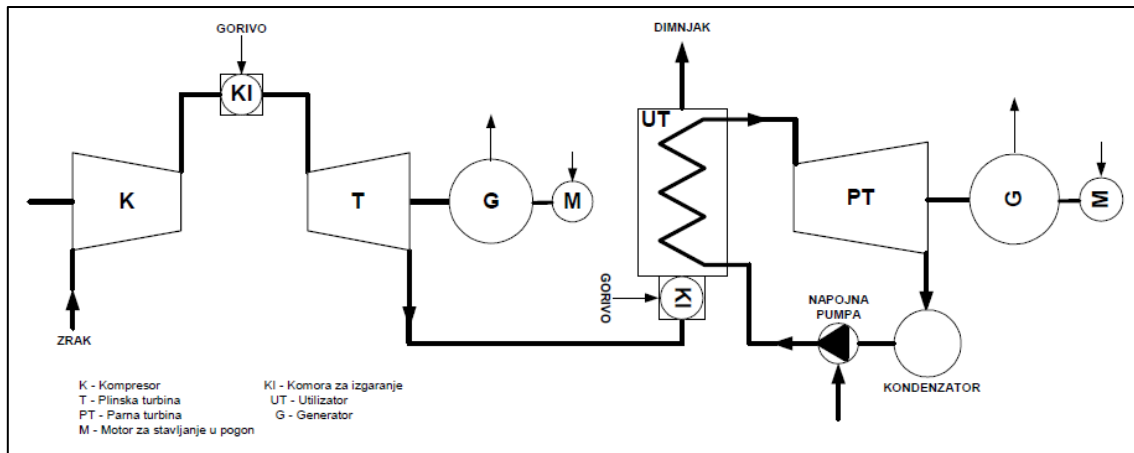 GORIVO
KI
K
T
G
M
ZRAK
DIMNJAK
UT
PT
G
M
GORIVO
KI
NAPOJNA
PUMPA
KONDENZATOR
K - Kompresor
T - Plinska turbina
PT - Parna turbina
M - Motor za stavljanje u pogon
KI - Komora za izgaranje
UT - Utilizator
G - Generator